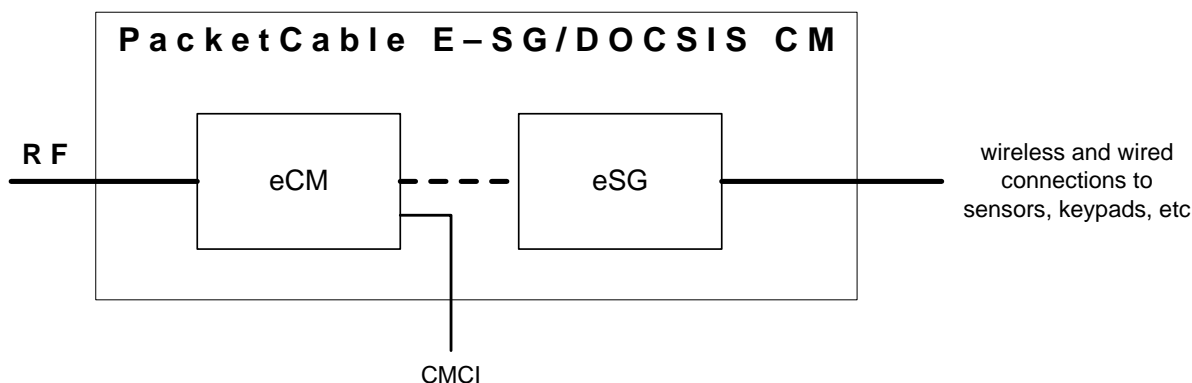 PacketCable E–SG/DOCSIS CM
RF
eCM
eSG
wireless and wired
connections to
sensors, keypads, etc
CMCI